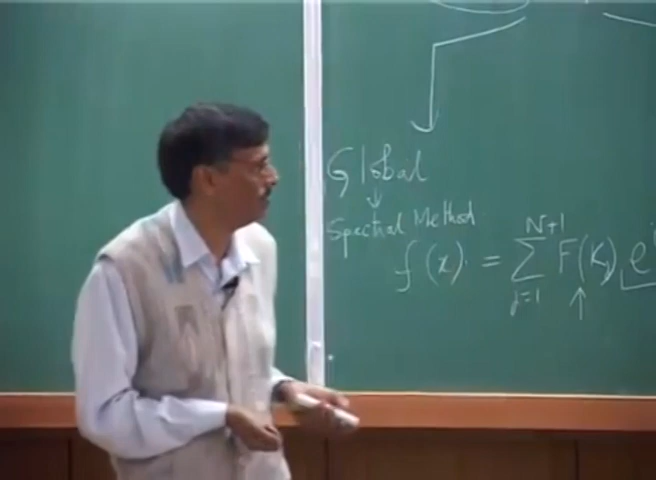 Global
Spectral Method
f(x) = ∑ N+1 j=1 F(K) e